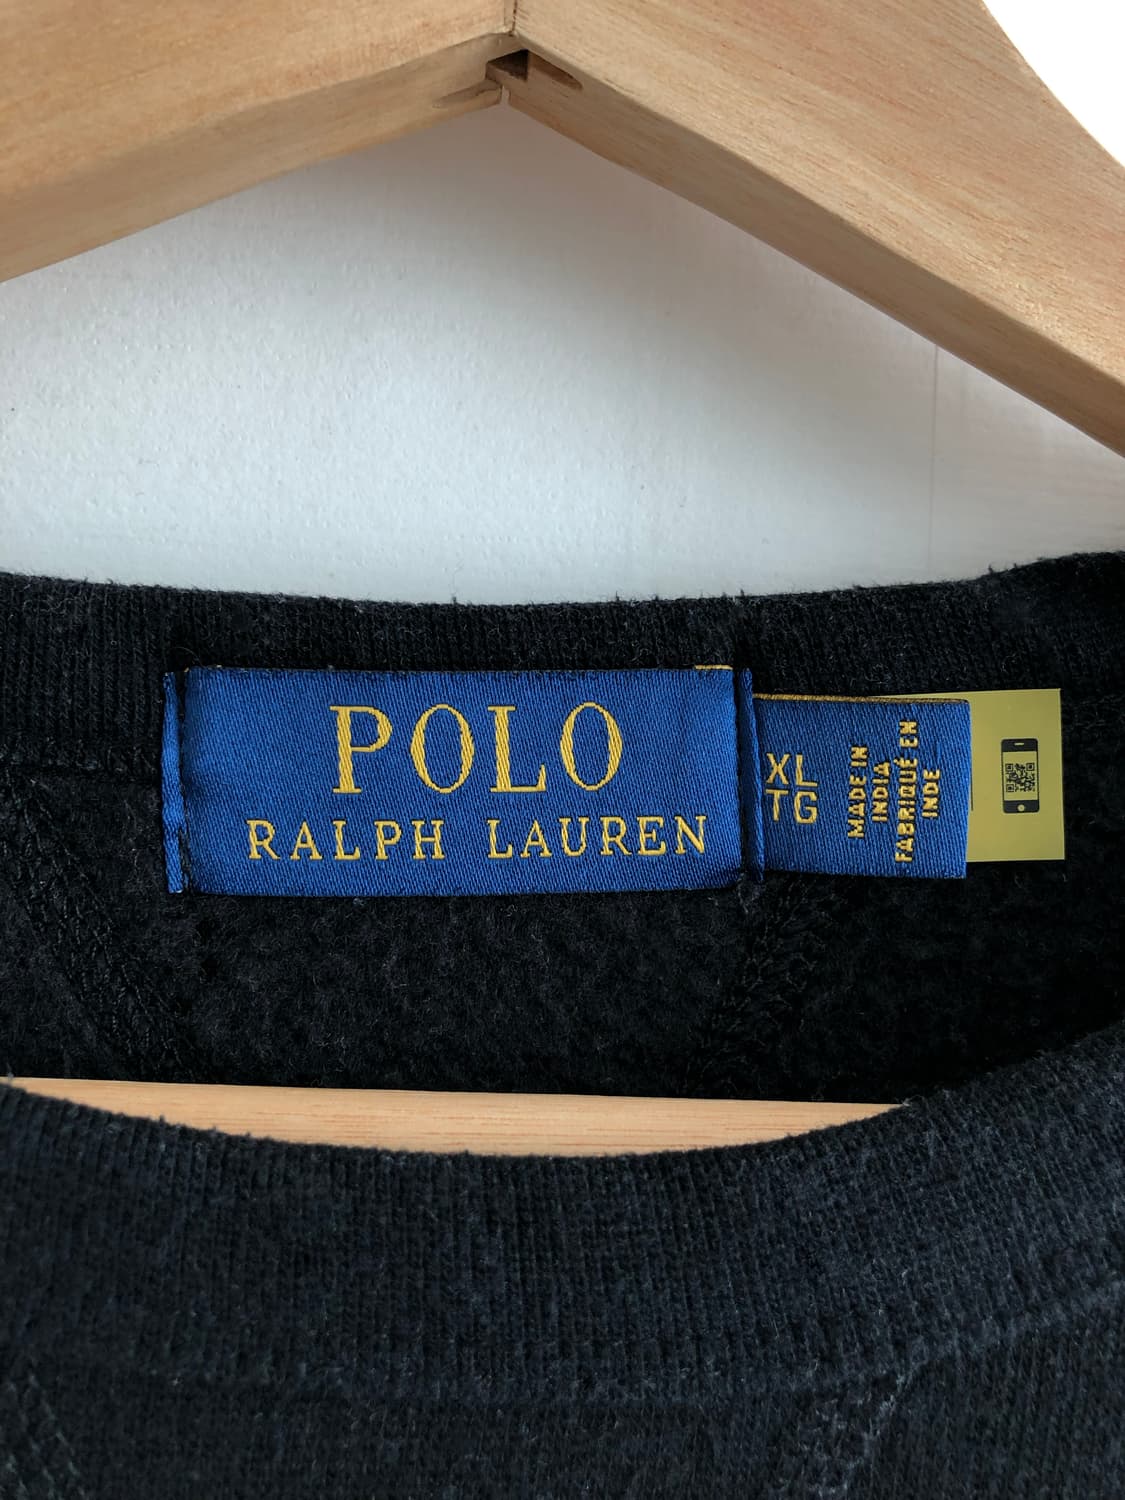 POLO
RALPH LAUREN
XL
TG
MADE IN
INDIA
FABRIQUÉ EN
INDE